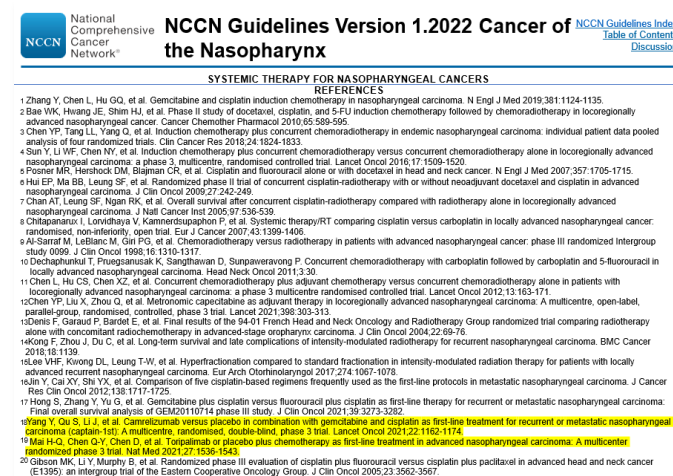 NCCN
National
Comprehensive
Cancer
Network®
NCCN Guidelines Version 1.2022 Cancer of
the Nasopharynx
NCCN Guidelines Inde
Table of Content
Discussio
SYSTEMIC THERAPY FOR NASOPHARYNGEAL CANCERS
REFERENCES
1 Zhang Y, Chen L, Hu GQ, et al. Gemcitabine and cisplatin induction chemotherapy in nasopharyngeal carcinoma. N Engl J Med 2019;381:1124-1135.
2 Bae WK, Hwang JE, Shim HJ, et al. Phase II study of docetaxel, cisplatin, and 5-FU induction chemotherapy followed by chemoradiotherapy in locoregionally
advanced nasopharyngeal cancer. Cancer Chemother Pharmacol 2010;65:589-595.
3 Chen YP, Tang LL, Yang Q, et al. Induction chemotherapy plus concurrent chemoradiotherapy in endemic nasopharyngeal carcinoma: individual patient data pooled
analysis of four randomized trials. Clin Cancer Res 2018;24:1824-1833.
4 Sun Y, Li WF, Chen NY, et al. Induction chemotherapy plus concurrent chemoradiotherapy versus concurrent chemoradiotherapy alone in locoregionally advanced
nasopharyngeal carcinoma: a phase 3, multicentre, randomised controlled trial. Lancet Oncol 2016;17:1509-1520.
5 Posner MR, Hershock DM, Blajman CR, et al. Cisplatin and fluorouracil alone or with docetaxel in head and neck cancer. N Engl J Med 2007;357:1705-1715.
6 Hui EP, Ma BB, Leung SF, et al. Randomized phase II trial of concurrent cisplatin-radiotherapy with or without neoadjuvant docetaxel and cisplatin in advanced
nasopharyngeal carcinoma. J Clin Oncol 2009;27:242-249.
7 Chan AT, Leung SF, Ngan RK, et al. Overall survival after concurrent cisplatin-radiotherapy compared with radiotherapy alone in locoregionally advanced
nasopharyngeal carcinoma. J Natl Cancer Inst 2005;97:536-539.
8 Chitapanarux I, Lorvidhaya V, Kamnerdsupaphon P, et al. Systemic therapy/RT comparing cisplatin versus carboplatin in locally advanced nasopharyngeal cancer:
randomised, non-inferiority, open trial. Eur J Cancer 2007;43:1399-1406.
9 Al-Sarraf M, LeBlanc M, Giri PG, et al. Chemoradiotherapy versus radiotherapy in patients with advanced nasopharyngeal cancer: phase III randomized Intergroup
study 0099. J Clin Oncol 1998;16:1310-1317.
10 Dechaphunkul T, Pruegsanusak K, Sangthawan D, Sunpaweravong P. Concurrent chemoradiotherapy with carboplatin followed by carboplatin and 5-fluorouracil in
locally advanced nasopharyngeal carcinoma. Head Neck Oncol 2011;3:30.
11 Chen L, Hu CS, Chen XZ, et al. Concurrent chemoradiotherapy plus adjuvant chemotherapy versus concurrent chemoradiotherapy alone in patients with
locoregionally advanced nasopharyngeal carcinoma: a phase 3 multicentre randomised controlled trial. Lancet Oncol 2012;13:163-171.
12Chen YP, Liu X, Zhou Q, et al. Metronomic capecitabine as adjuvant therapy in locoregionally advanced nasopharyngeal carcinoma: A multicentre, open-label,
parallel-group, randomised, controlled, phase 3 trial. Lancet 2021;398:303-313.
13Denis F, Garaud P, Bardet E, et al. Final results of the 94-01 French Head and Neck Oncology and Radiotherapy Group randomized trial comparing radiotherapy
alone with concomitant radiochemotherapy in advanced-stage oropharynx carcinoma. J Clin Oncol 2004;22:69-76.
14Kong F, Zhou J, Du C, et al. Long-term survival and late complications of intensity-modulated radiotherapy for recurrent nasopharyngeal carcinoma. BMC Cancer
2018;18:1139.
15Lee VHF, Kwong DL, Leung T-W, et al. Hyperfractionation compared to standard fractionation in intensity-modulated radiation therapy for patients with locally
advanced recurrent nasopharyngeal carcinoma. Eur Arch Otorhinolaryngol 2017;274:1067-1078.
16Jin Y, Cai XY, Shi YX, et al. Comparison of five cisplatin-based regimens frequently used as the first-line protocols in metastatic nasopharyngeal carcinoma. J Cancer
Res Clin Oncol 2012;138:1717-1725.
17 Hong S, Zhang Y, Yu G, et al. Gemcitabine plus cisplatin versus fluorouracil plus cisplatin as first-line therapy for recurrent or metastatic nasopharyngeal carcinoma:
Final overall survival analysis of GEM20110714 phase III study. J Clin Oncol 2021;39:3273-3282.
18Yang Y, Qu S, Li J, et al. Camrelizumab versus placebo in combination with gemcitabine and cisplatin as first-line treatment for recurrent or metastatic nasopharyngeal
carcinoma (captain-1st): A multicentre, randomised, double-blind, phase 3 trial. Lancet Oncol 2021;22:1162-1174.
19 Mai H-Q, Chen Q-Y, Chen D, et al. Toripalimab or placebo plus chemotherapy as first-line treatment in advanced nasopharyngeal carcinoma: A multicenter
randomized phase 3 trial. Nat Med 2021;27:1536-1543.
20 Gibson MK, Li Y, Murphy B, et al. Randomized phase III evaluation of cisplatin plus fluorouracil versus cisplatin plus paclitaxel in advanced head and neck cancer
(E1395): an intergroup trial of the Eastern Cooperative Oncology Group. J Clin Oncol 2005;23:3562-3567.